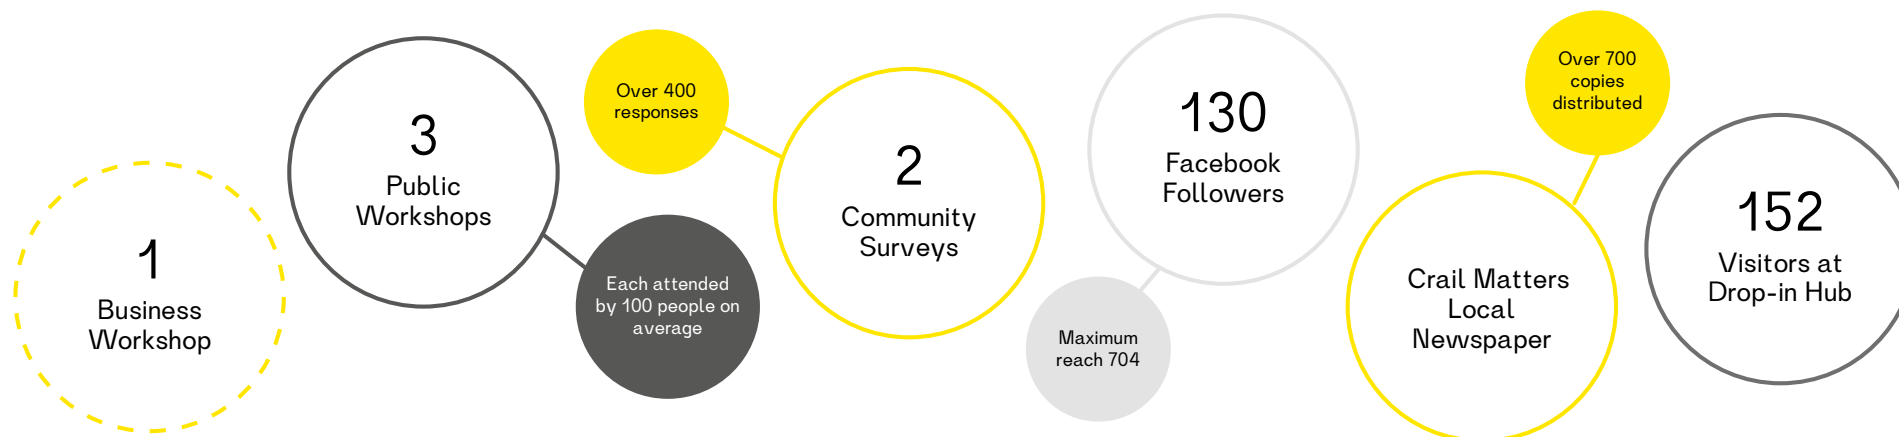 1
Business
Workshop
3
Public
Workshops
Each attended
by 100 people on
average
Over 400
responses
2
Community
Surveys
130
Facebook
Followers
Maximum
reach 704
Over 700
copies
distributed
Crail Matters
Local
Newspaper
152
Visitors at
Drop-in Hub